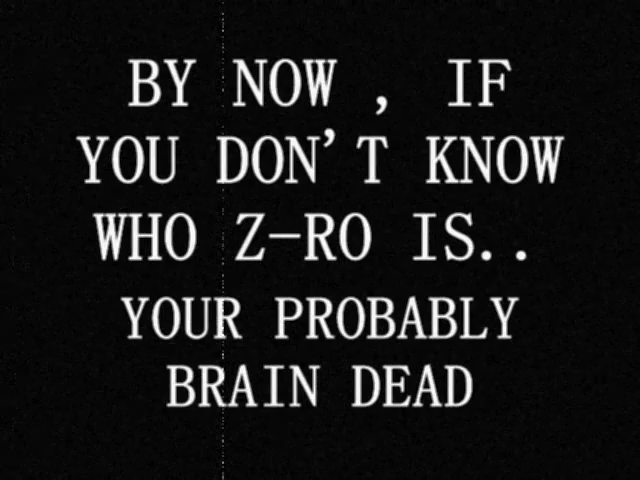 BY NOW , IF
YOU DON'T KNOW
WHO Z-RO IS..
YOUR PROBABLY
BRAIN DEAD